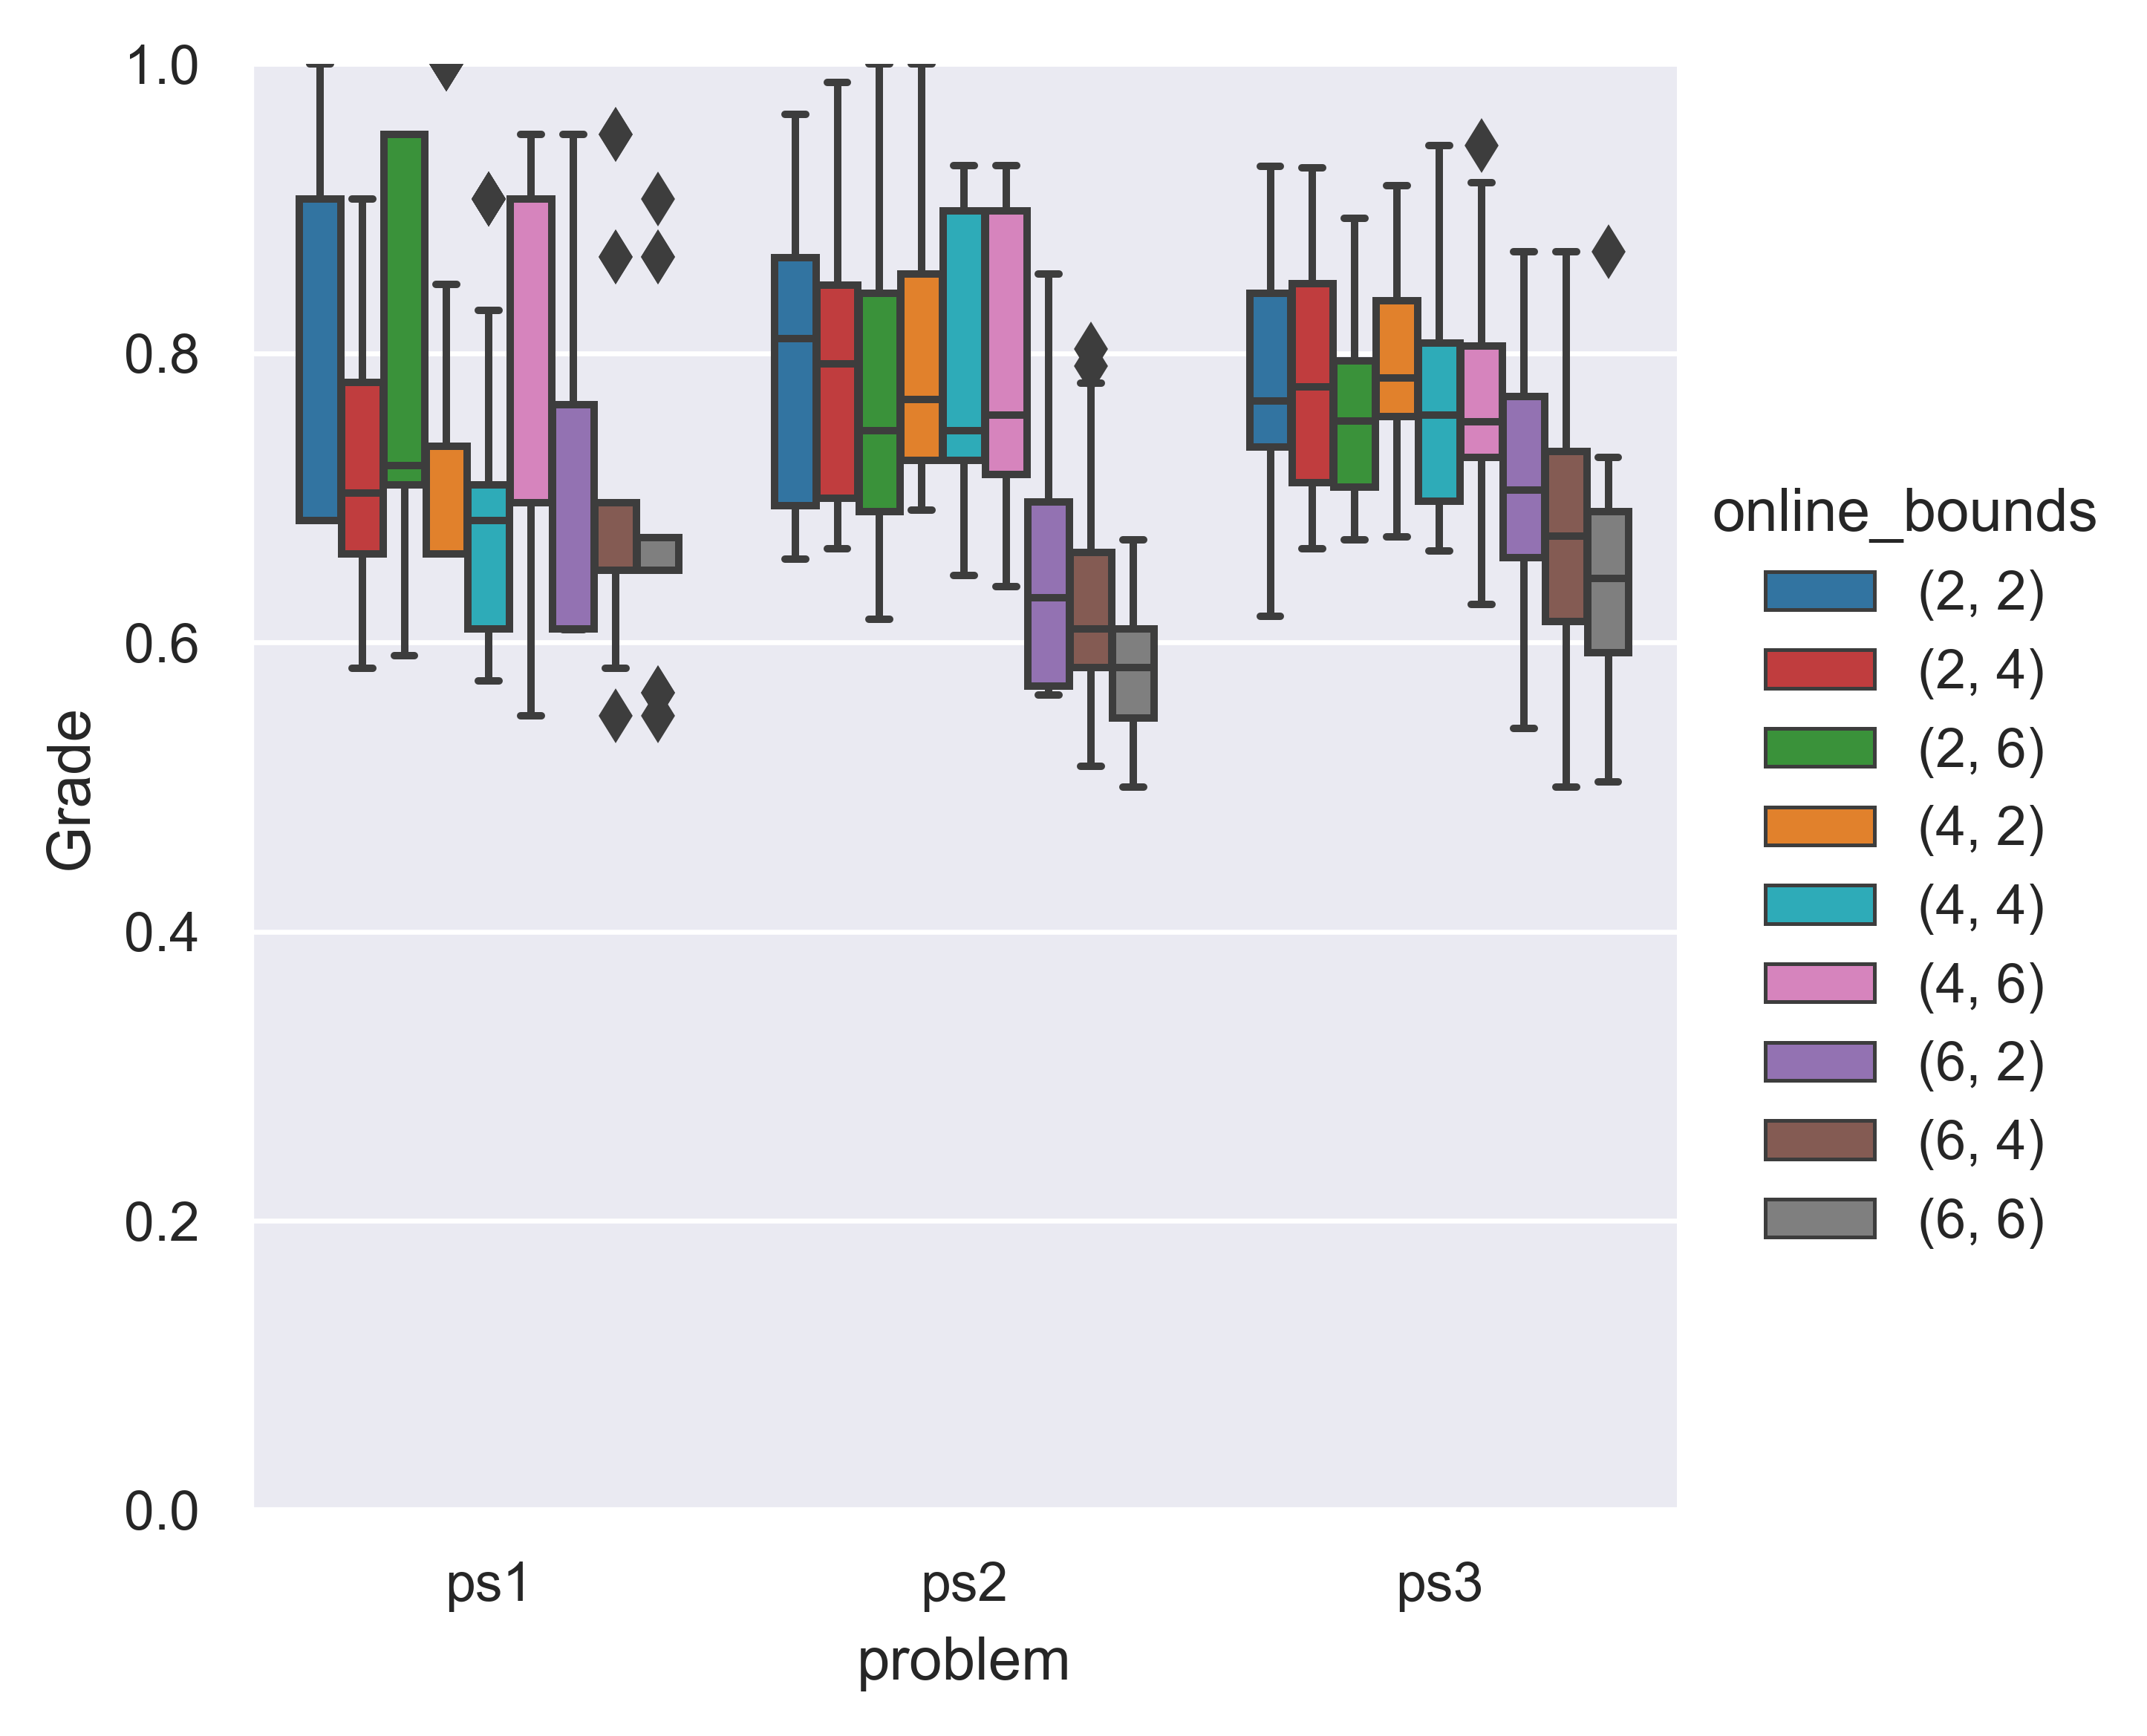 1.0
0.8
0.6
0.4
0.2
0.0
Grade
ps1
ps2
ps3
problem
online_bounds
(2, 2)
(2, 4)
(2, 6)
(4, 2)
(4, 4)
(4, 6)
(6, 2)
(6, 4)
(6, 6)